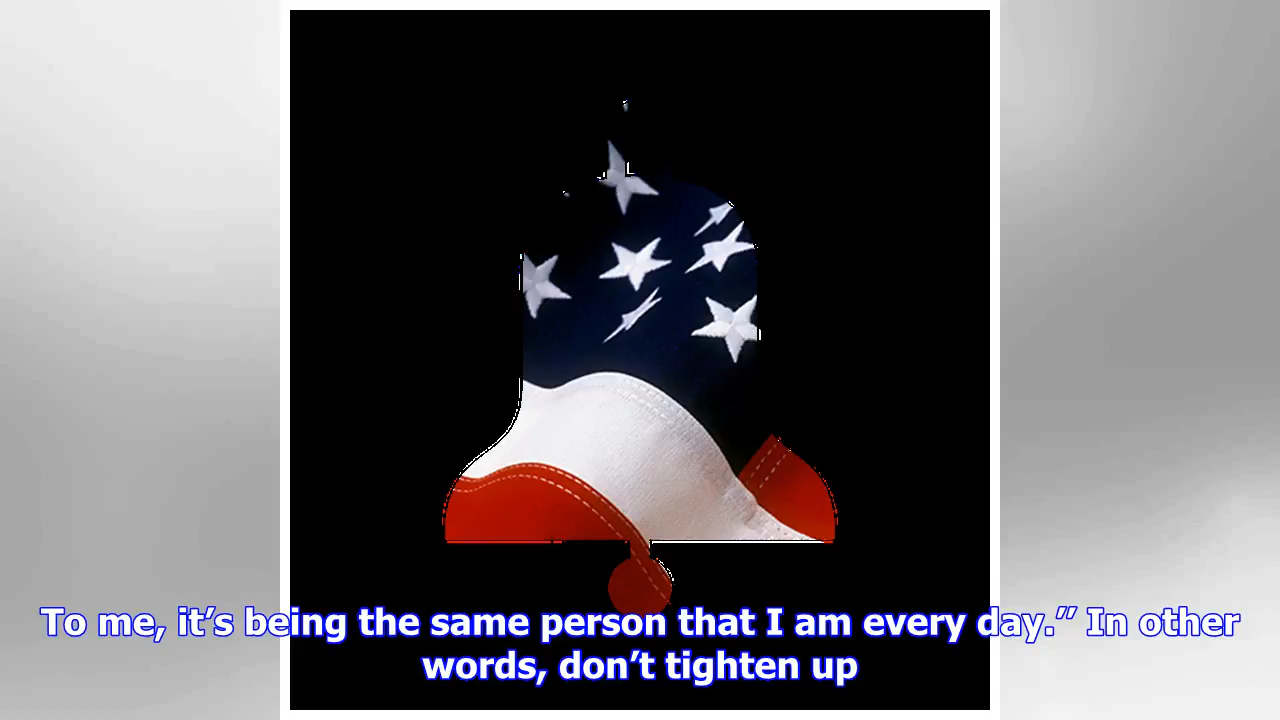 To me, it’s being the same person that I am every day.” In other
words, don’t tighten up